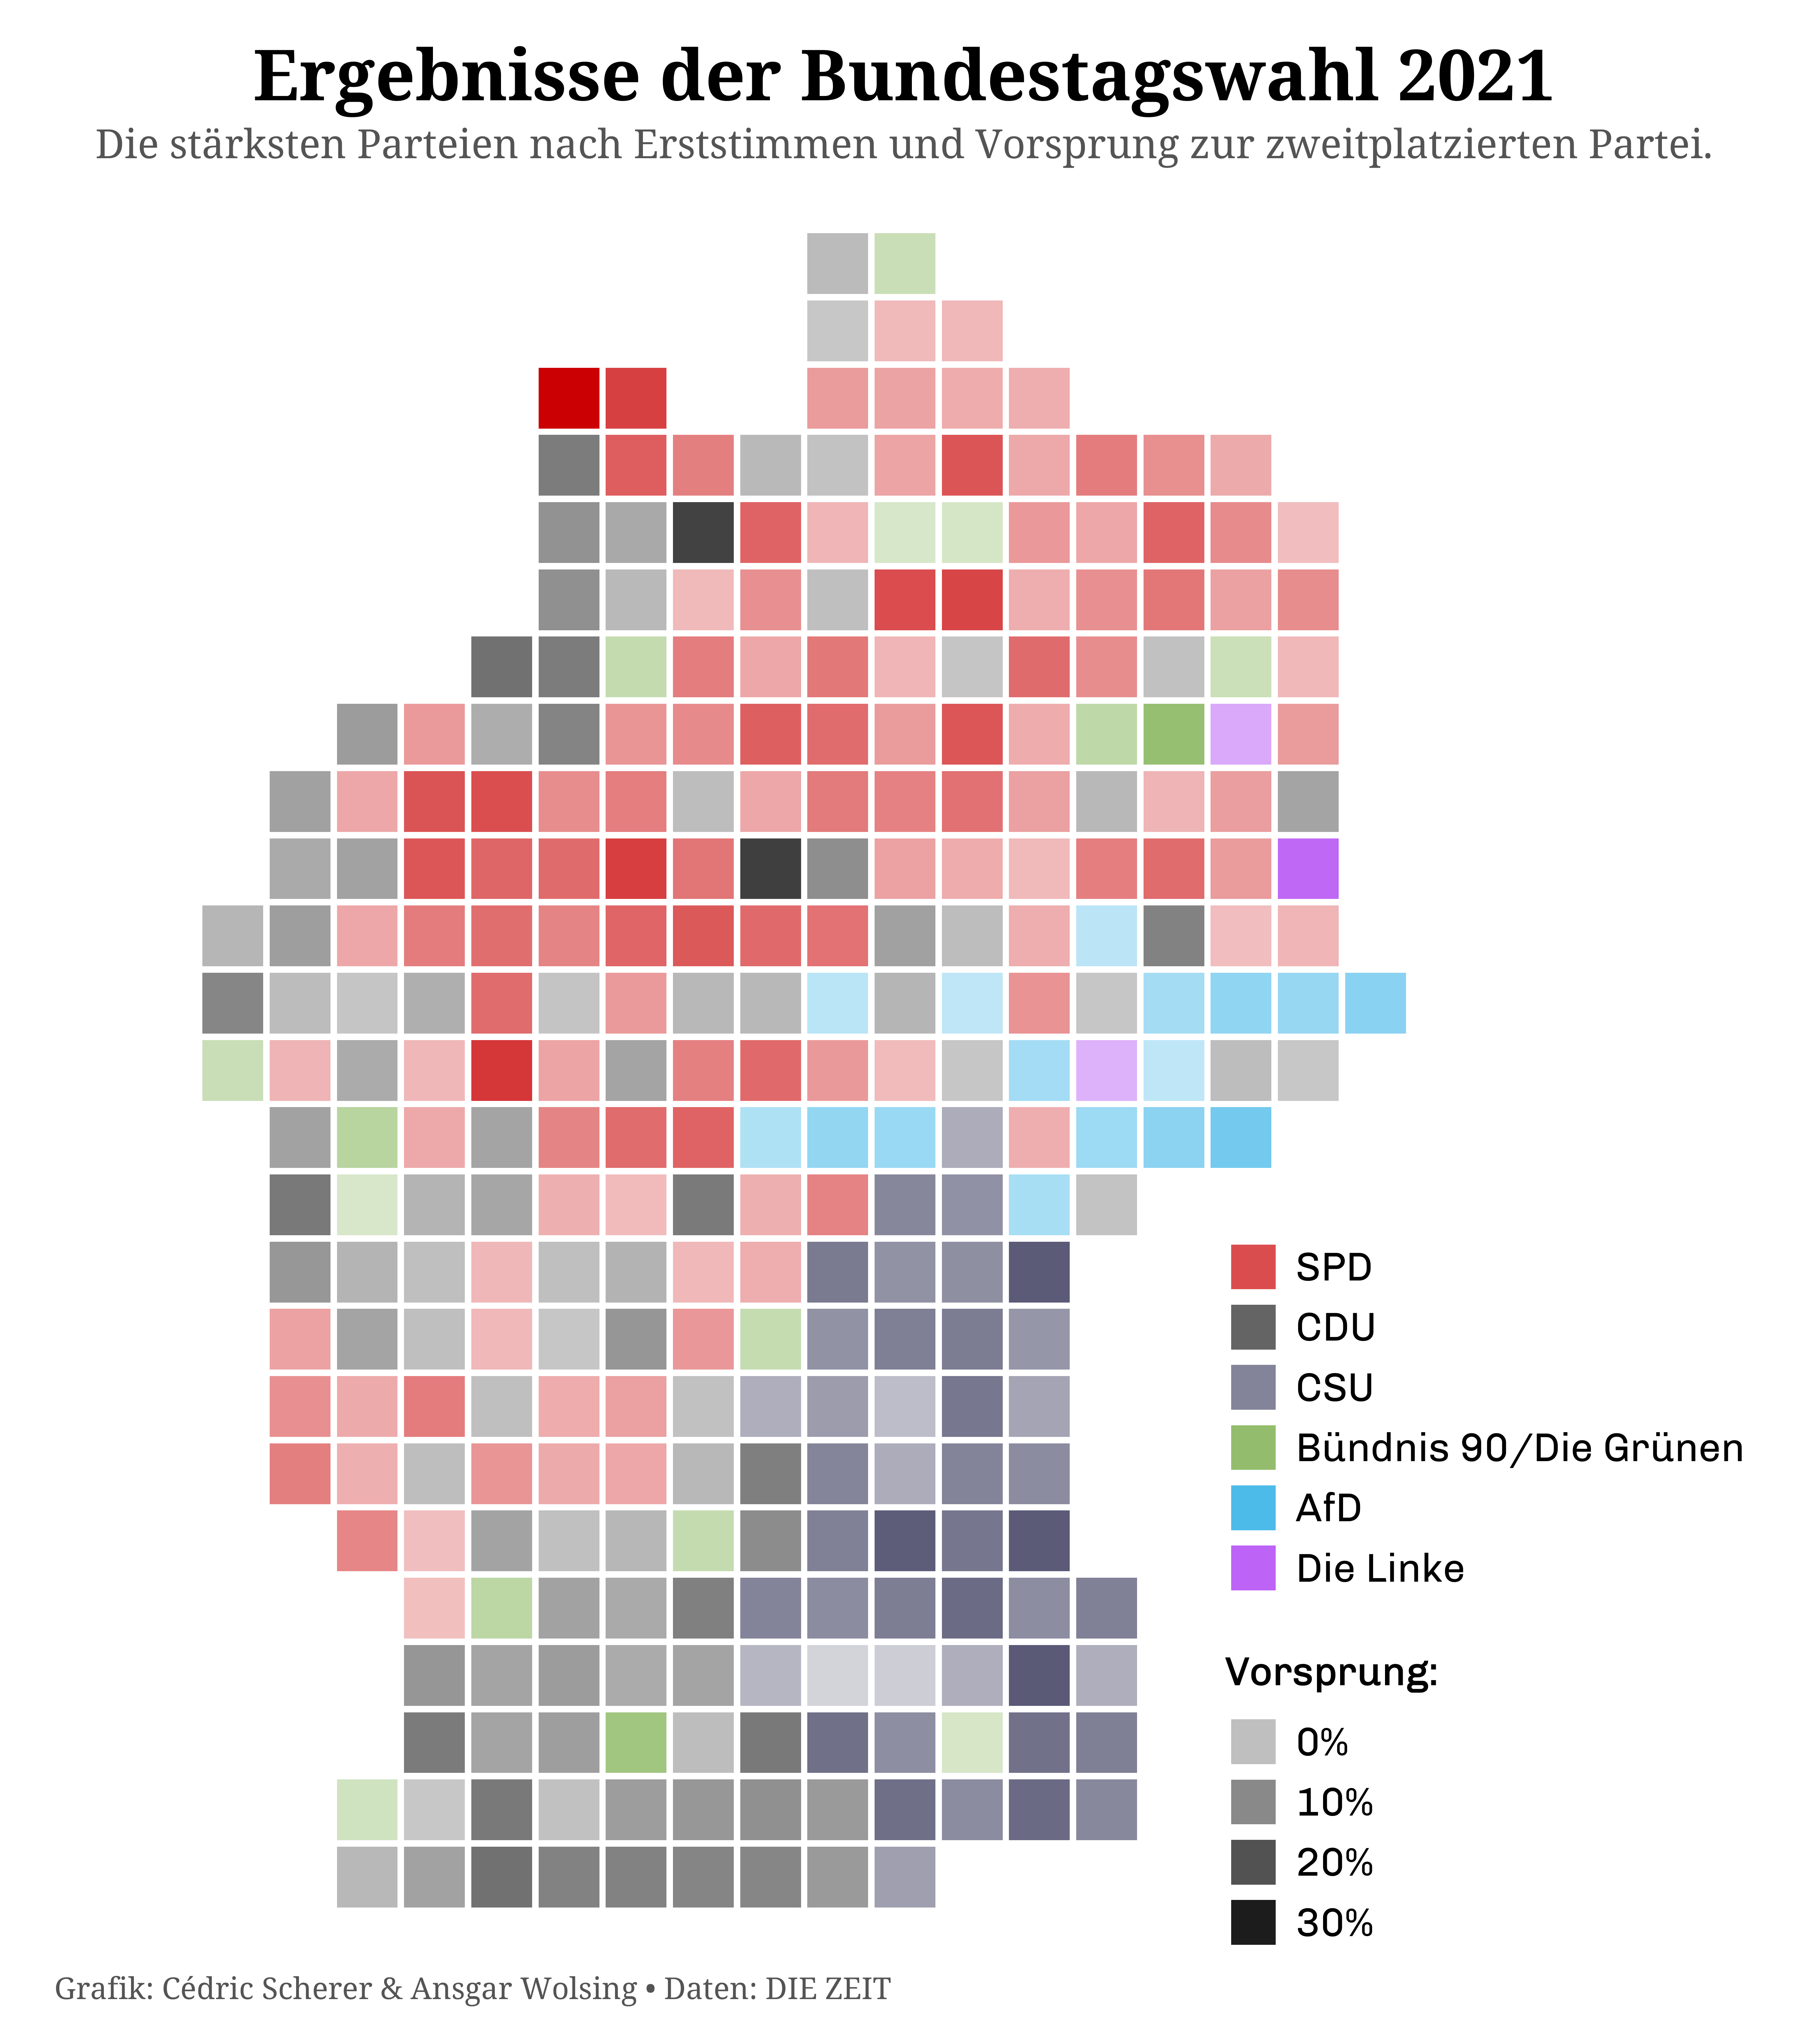 Ergebnisse der Bundestagswahl 2021
Die stärksten Parteien nach Erststimmen und Vorsprung zur zweitplatzierten Partei.
SPD
CDU
CSU
Bündnis 90/Die Grünen
AfD
Die Linke
Vorsprung:
0%
10%
20%
30%
Grafik: Cédric Scherer & Ansgar Wolsing • Daten: DIE ZEIT